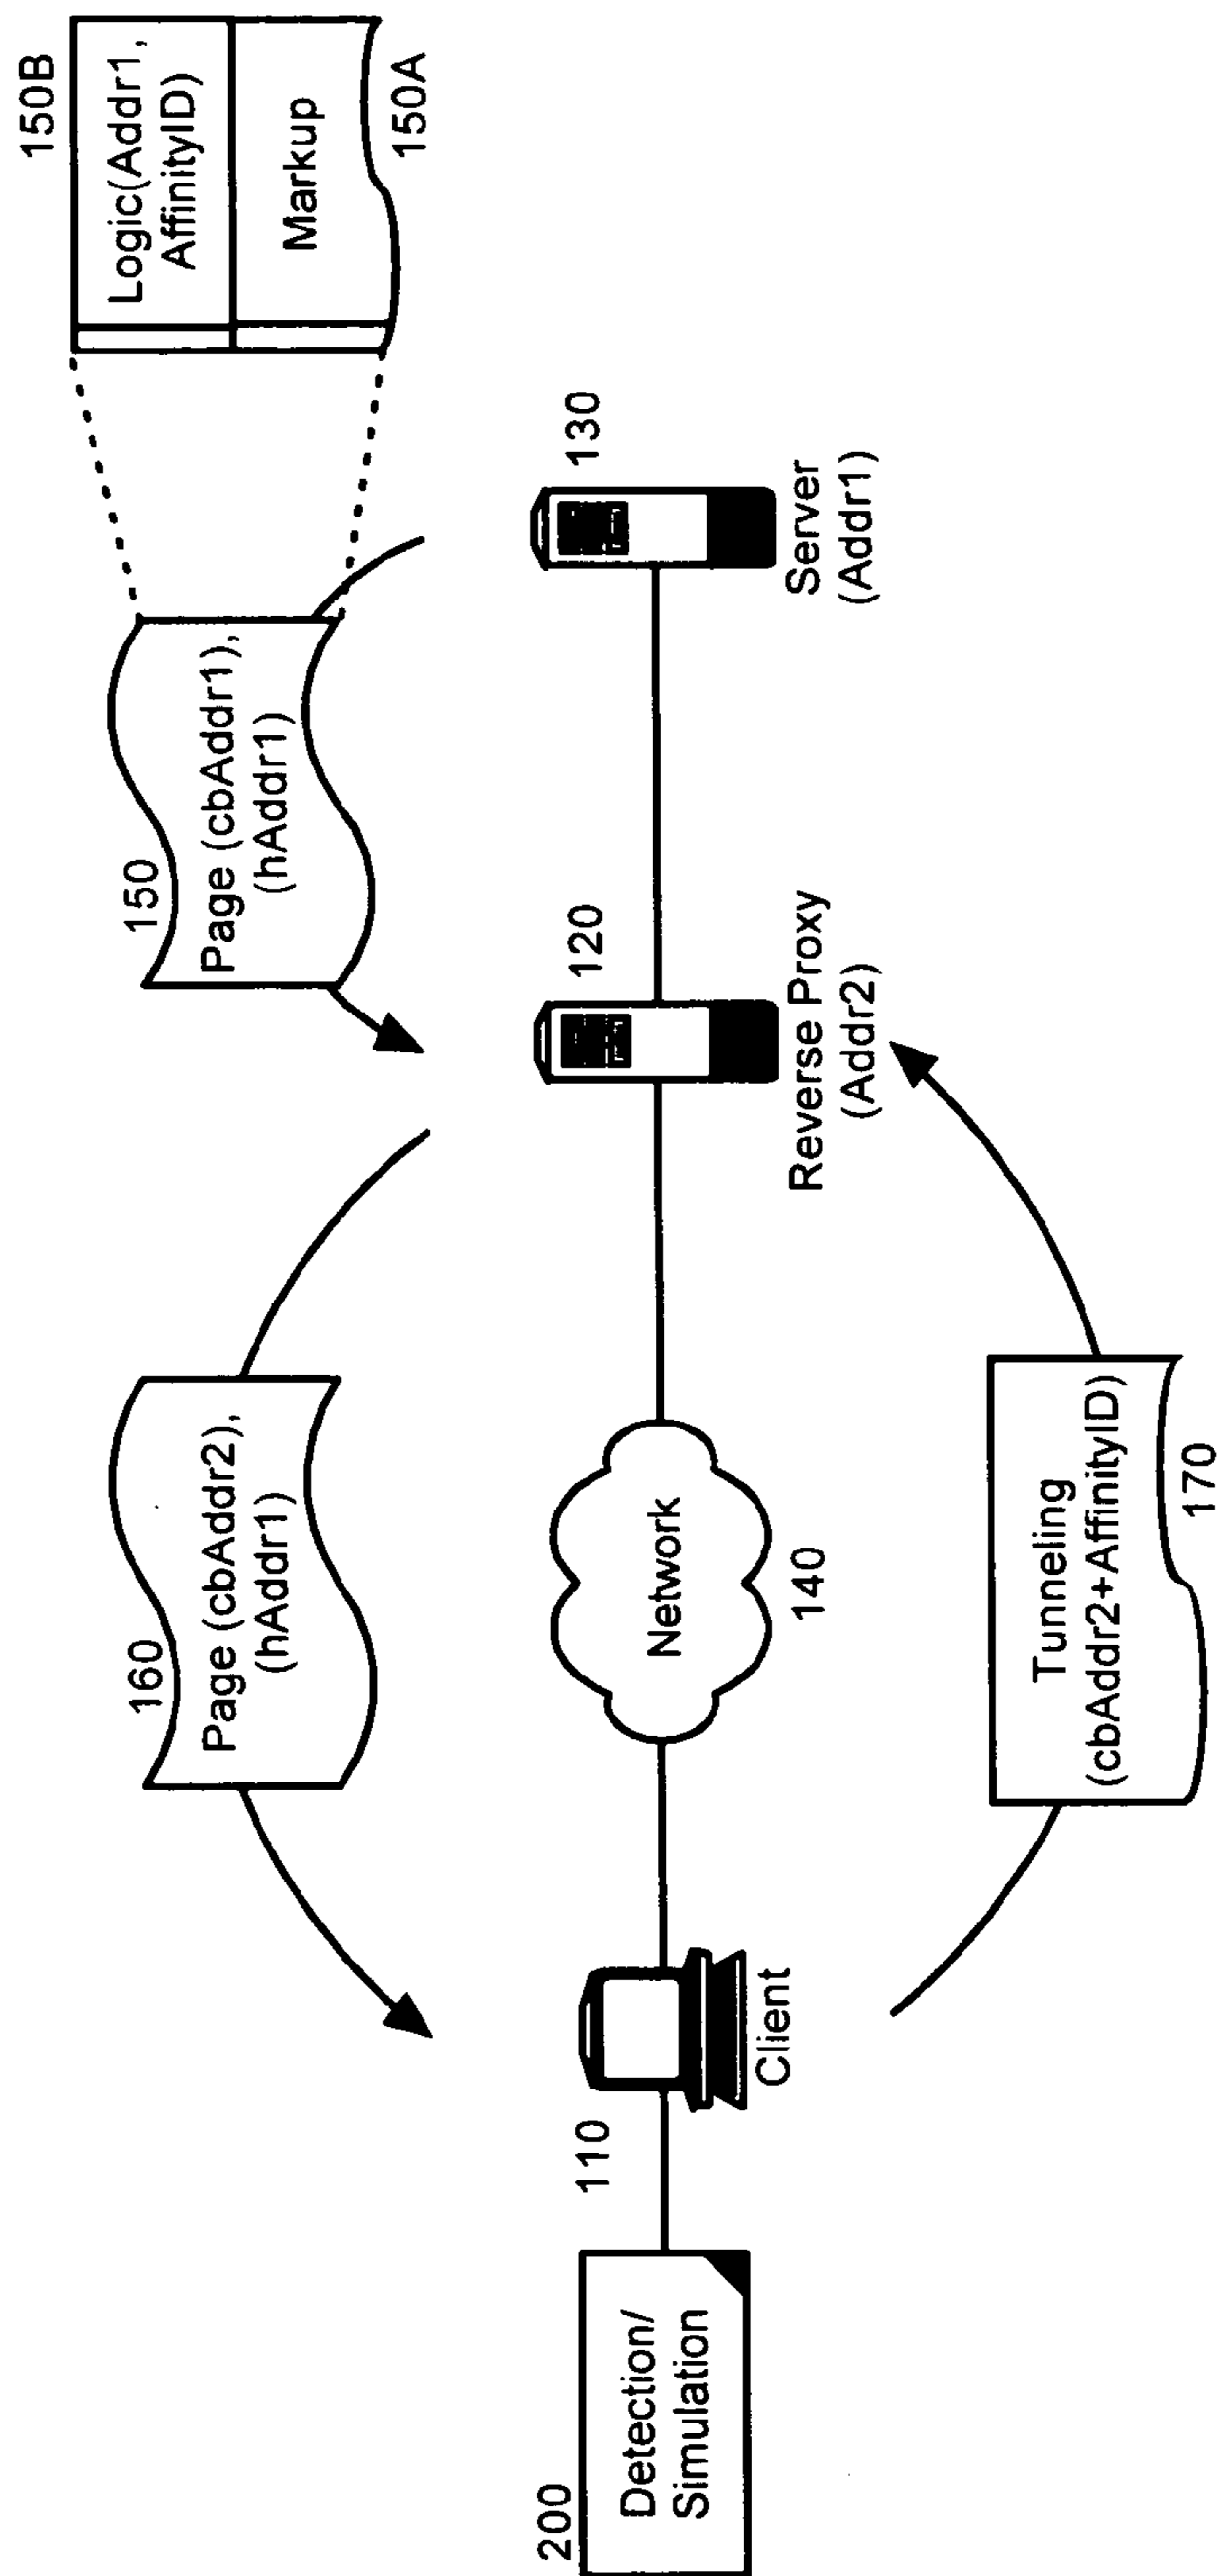 150B
Logic(Addr1,
AffinityID)
Markup
150A
150
Page (cbAddr1),
(hAddr1)
160
Page (cbAddr2),
(hAddr1)
200
Detection/
Simulation
110
Client
Network
140
120
Reverse Proxy
(Addr2)
130
Server
(Addr1)
Tunneling
(cbAddr2+AffinityID)
170